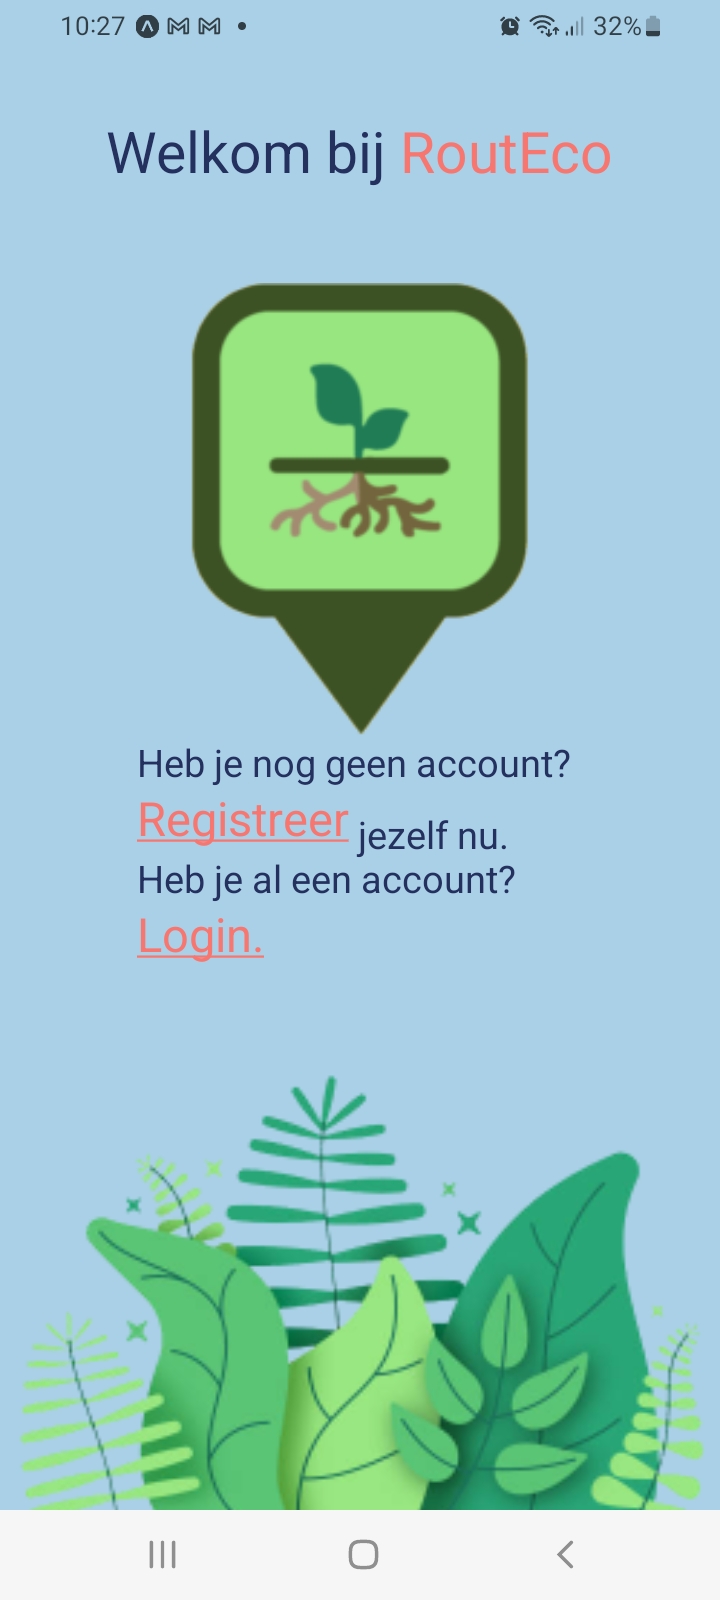 10:27 32%
Welkom bij RoutEco
Heb je nog geen account?
Registreer jezelf nu.
Heb je al een account?
Login.